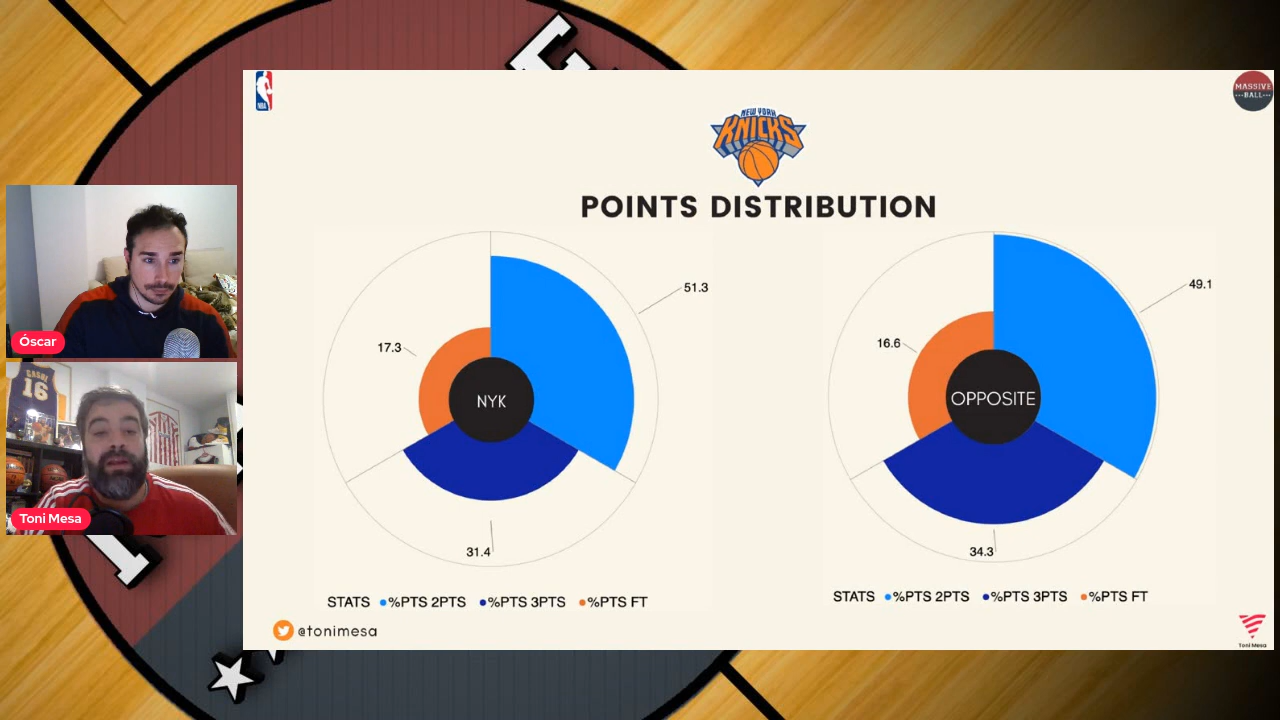 NBA
MASSIVE
BALL
NEW YORK
KNICKS
POINTS DISTRIBUTION
51.3
17.3
NYK
31.4
STATS %PTS 2PTS %PTS 3PTS %PTS FT
49.1
16.6
OPPOSITE
34.3
STATS %PTS 2PTS %PTS 3PTS %PTS FT
@tonimesa
Toni Mesa
Óscar
GASOL
16
Toni Mesa